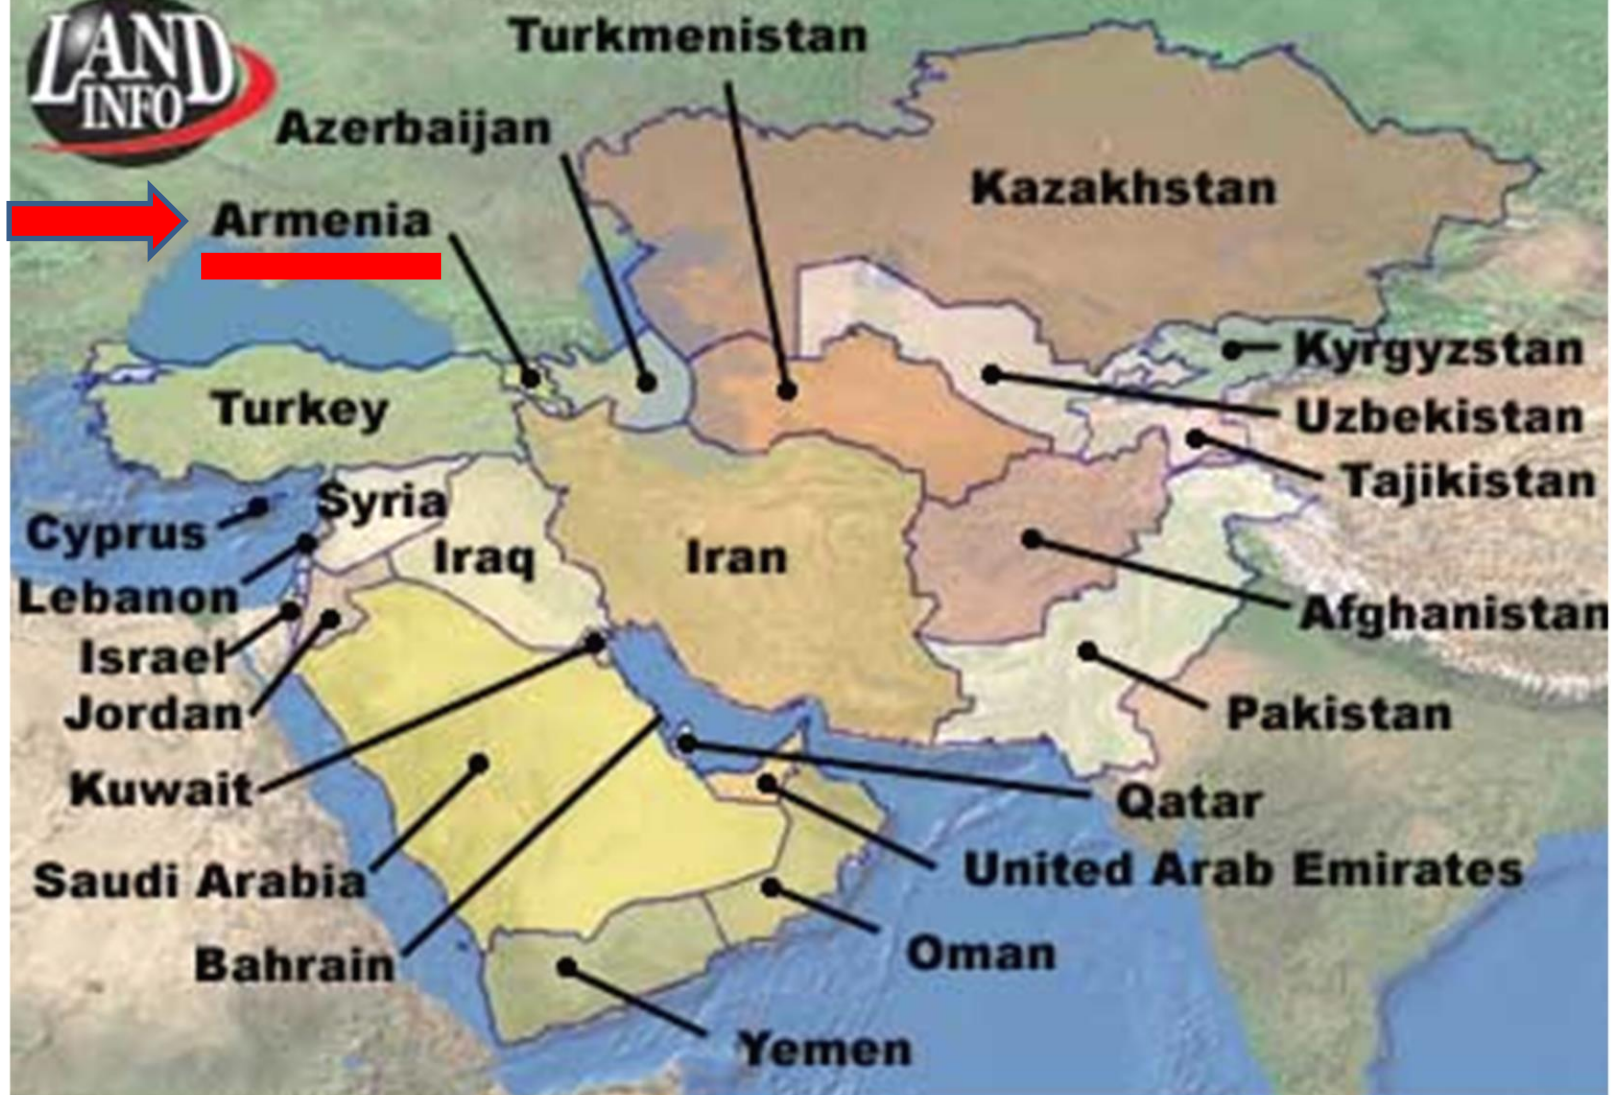 LAND
INFO
Turkmenistan
Azerbaijan
Kazakhstan
Armenia
Kyrgyzstan
Turkey
Uzbekistan
Tajikistan
Syria
Cyprus
Iraq
Iran
Lebanon
Afghanistan
Israel
Jordan
Pakistan
Kuwait
Qatar
Saudi Arabia
United Arab Emirates
Bahrain
Oman
Yemen